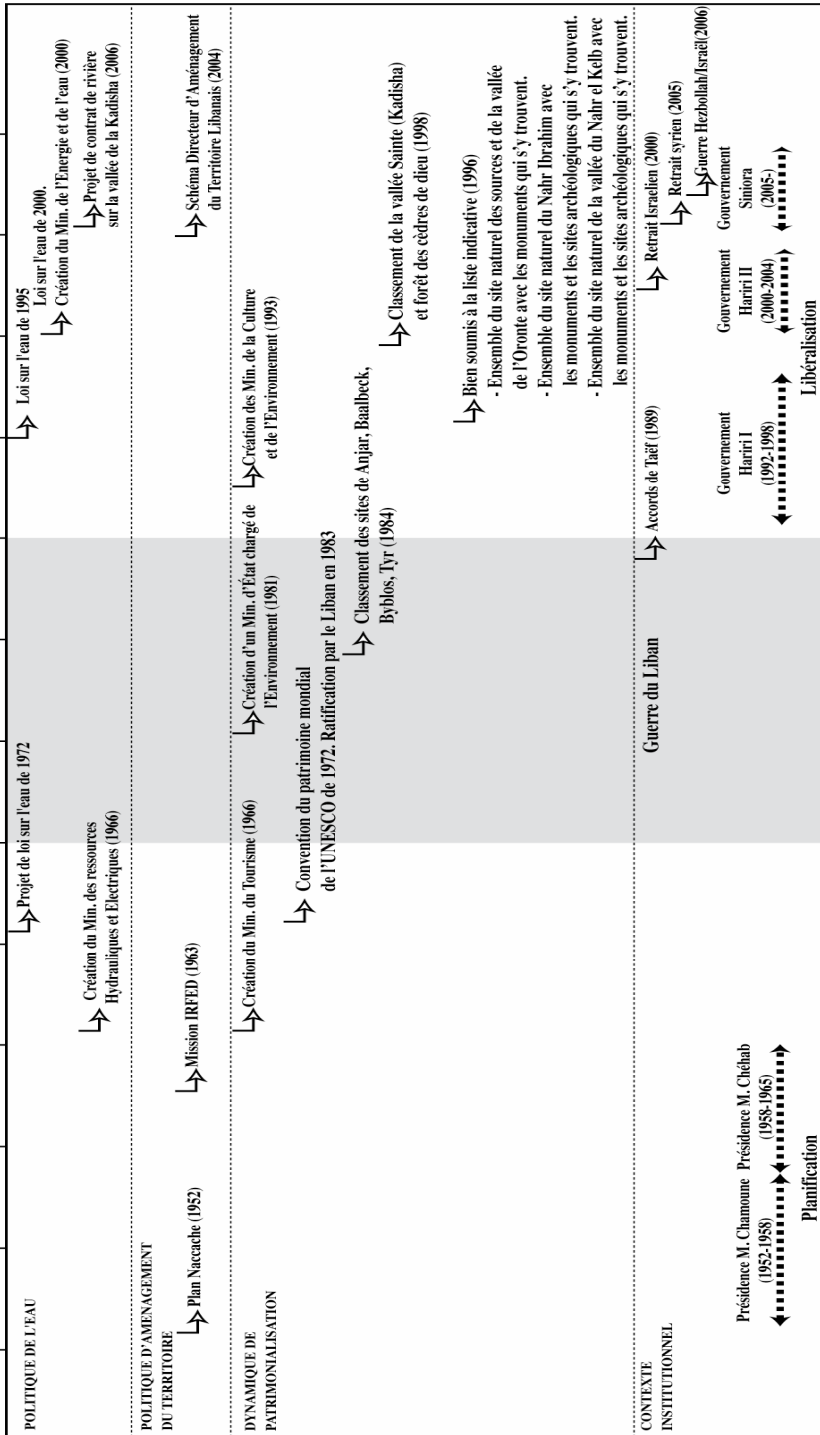 POLITIQUE DE L'EAU
Projet de loi sur l'eau de 1972
Création du Min. des ressources
Hydrauliques et Electriques (1966)
Loi sur l'eau de 1995
Loi sur l'eau de 2000.
Création du Min. de l'Energie et de l'eau (2000)
Projet de contrat de rivière
sur la vallée de la Kadisha (2006)
POLITIQUE D'AMENAGEMENT
DU TERRITOIRE
Plan Naccache (1952)
Mission IRFED (1963)
Schéma Directeur d'Aménagement
du Territoire Libanais (2004)
DYNAMIQUE DE
PATRIMONIALISATION
Création du Min. du Tourisme (1966)
Création d'un Min. d'État chargé de
l'Environnement (1981)
Création des Min. de la Culture
et de l'Environnement (1993)
Convention du patrimoine mondial
de l'UNESCO de 1972. Ratification par le Liban en 1983
Classement des sites de Anjar, Baalbeck,
Byblos, Tyr (1984)
Classement de la vallée Sainte (Kadisha)
et forêt des cèdres de dieu (1998)
Bien soumis à la liste indicative (1996)
- Ensemble du site naturel des sources et de la vallée
de l'Oronte avec les monuments qui s'y trouvent.
- Ensemble du site naturel du Nahr Ibrahim avec
les monuments et les sites archéologiques qui s'y trouvent.
- Ensemble du site naturel de la vallée du Nahr el Kelb avec
les monuments et les sites archéologiques qui s'y trouvent.
CONTEXTE
INSTITUTIONNEL
Guerre du Liban
Accords de Taëf (1989)
Retrait Israelien (2000)
Retrait syrien (2005)
Guerre Hezbollah/Israël(2006)
Présidence M. Chamoune
(1952-1958)
Présidence M. Chéhab
(1958-1965)
Gouvernement
Hariri I
(1992-1998)
Gouvernement
Hariri II
(2000-2004)
Gouvernement
Siniora
(2005-)
Planification
Libéralisation